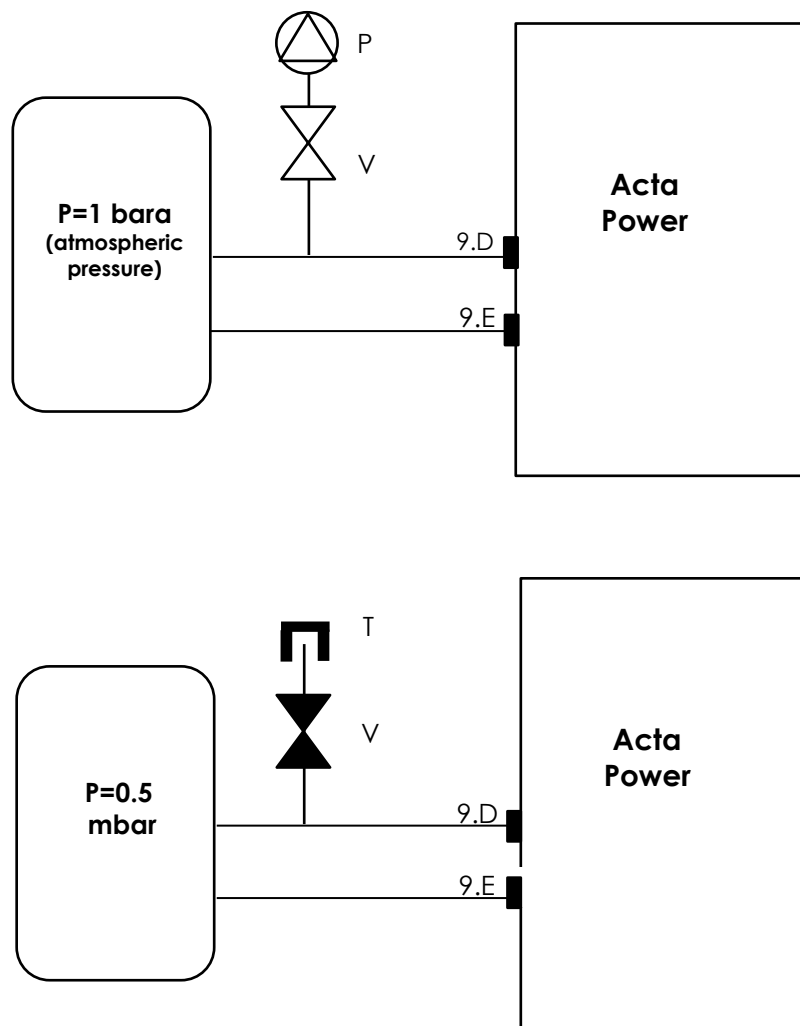 P
V
P=1 bara
(atmospheric
pressure)
Acta
Power
9.D
9.E
T
V
P=0.5
mbar
Acta
Power
9.D
9.E